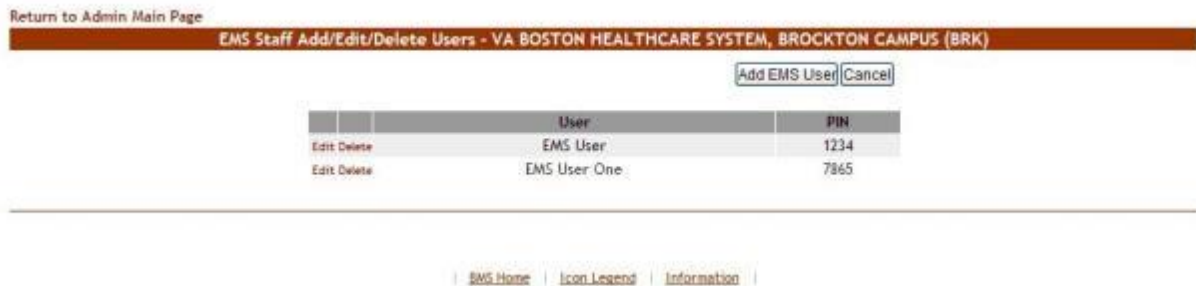 Return to Admin Main Page
EMS Staff Add/Edit/Delete Users - VA BOSTON HEALTHCARE SYSTEM, BROCKTON CAMPUS (BRK)
Add EMS User Cancel
User PIN
Edit Delete EMS User 1234
Edit Delete EMS User One 7865
| BMS Home | Icon Legend | Information |